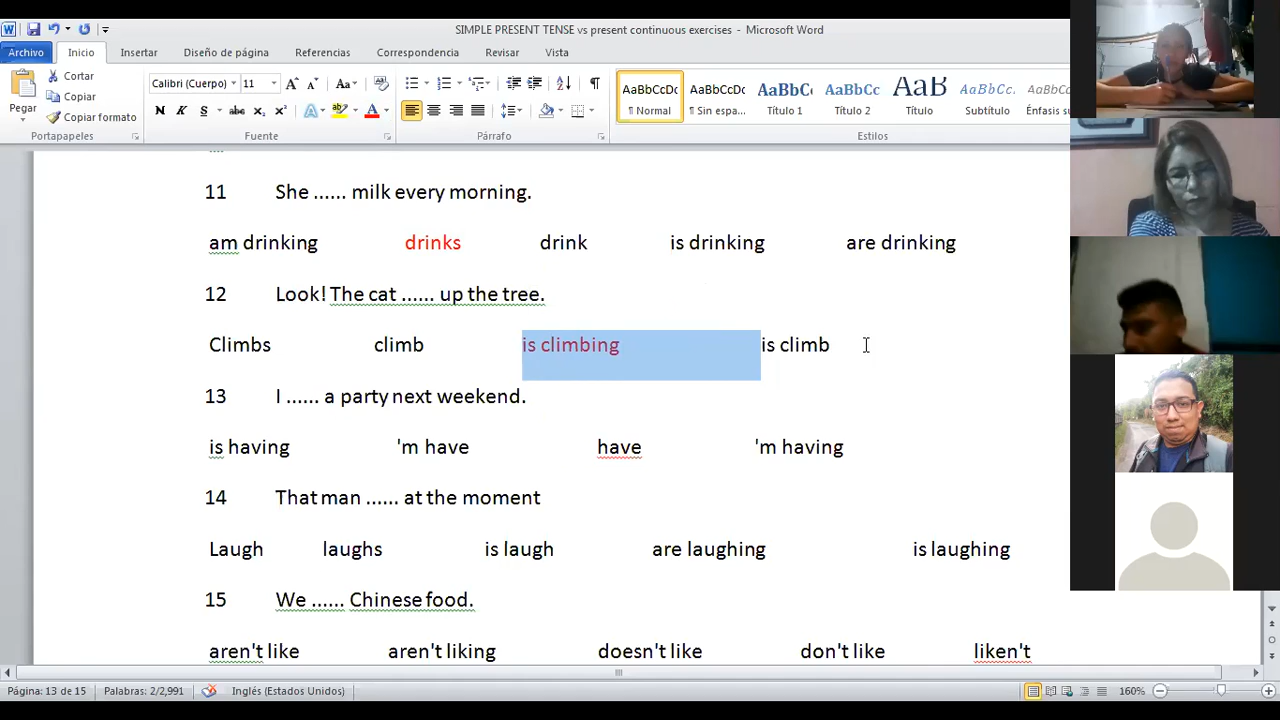 SIMPLE PRESENT TENSE vs present continuous exercises - Microsoft Word
Archivo Inicio Insertar Diseño de página Referencias Correspondencia Revisar Vista
Pegar
Cortar
Copiar
Copiar formato
Portapapeles
Calibri (Cuerpo) 11
N K S abc x₂ x²
Fuente
Párrafo
AaBbCcDc AaBbCcDc AaBbC AaBbCc AaB AaBbCc. AaBbCcD
¶ Normal ¶ Sin espa... Título 1 Título 2 Título Subtítulo Énfasis su
Estilos
11 She ...... milk every morning.
am drinking drinks drink is drinking are drinking
12 Look! The cat ...... up the tree.
Climbs climb is climbing is climb
13 I ...... a party next weekend.
is having 'm have have 'm having
14 That man ...... at the moment
Laugh laughs is laugh are laughing is laughing
15 We ...... Chinese food.
aren't like aren't liking doesn't like don't like liken't
Página: 13 de 15 Palabras: 2/2,991 Inglés (Estados Unidos) 160%